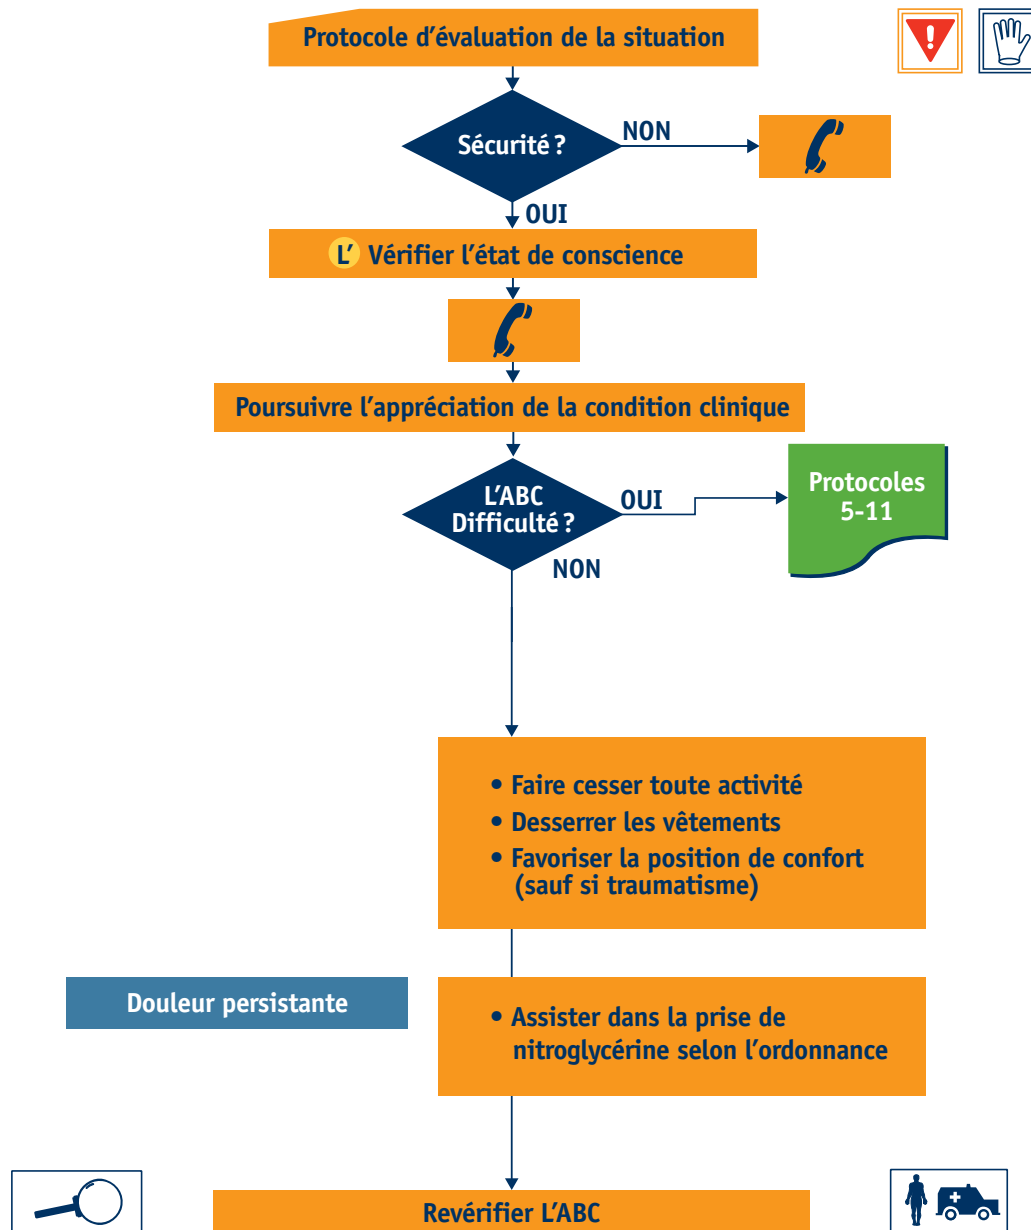 Protocole d’évaluation de la situation
Sécurité ?
NON
OUI
L’ Vérifier l’état de conscience
Poursuivre l’appréciation de la condition clinique
L’ABC
Difficulté ?
OUI
Protocoles
5-11
NON
• Faire cesser toute activité
• Desserrer les vêtements
• Favoriser la position de confort
(sauf si traumatisme)
Douleur persistante
• Assister dans la prise de
nitroglycérine selon l’ordonnance
Revérifier L’ABC